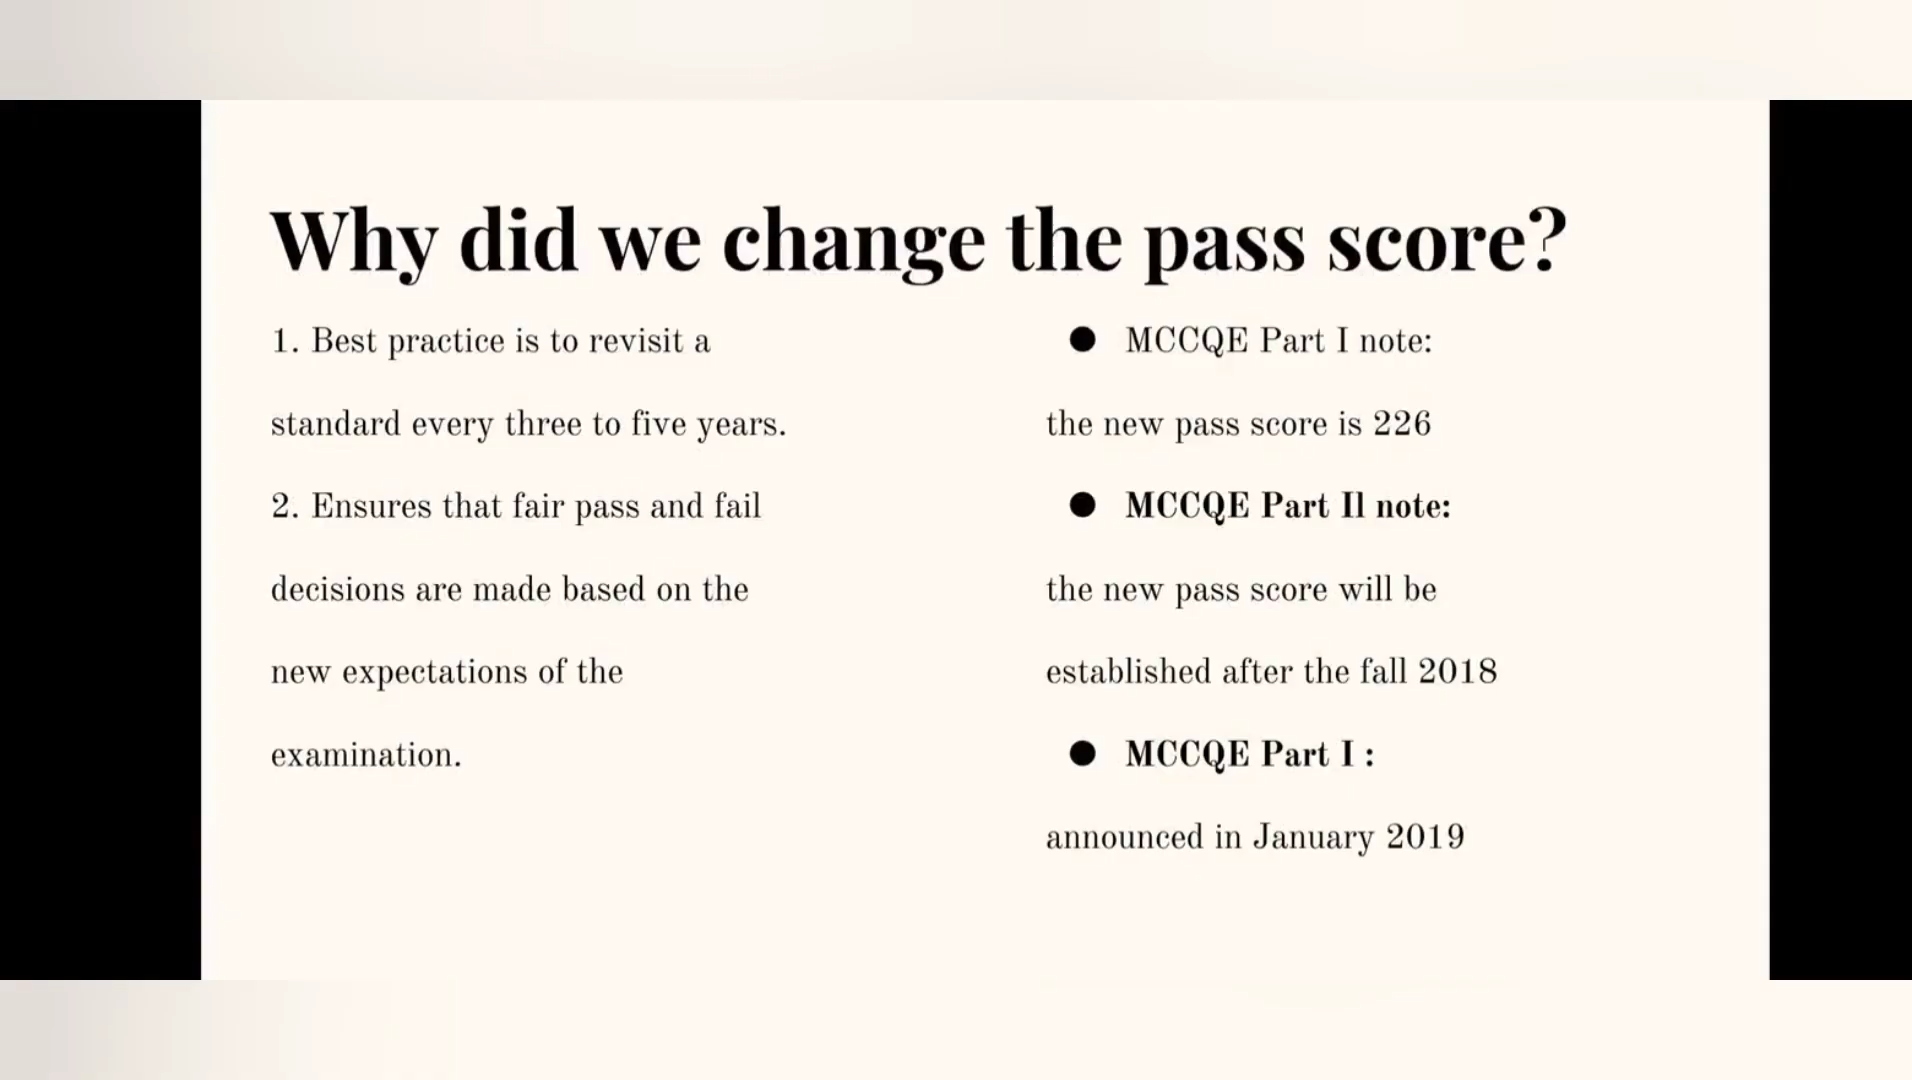 Why did we change the pass score?
1. Best practice is to revisit a
standard every three to five years.
2. Ensures that fair pass and fail
decisions are made based on the
new expectations of the
examination.
● MCCQE Part I note:
the new pass score is 226
● MCCQE Part Il note:
the new pass score will be
established after the fall 2018
● MCCQE Part I :
announced in January 2019